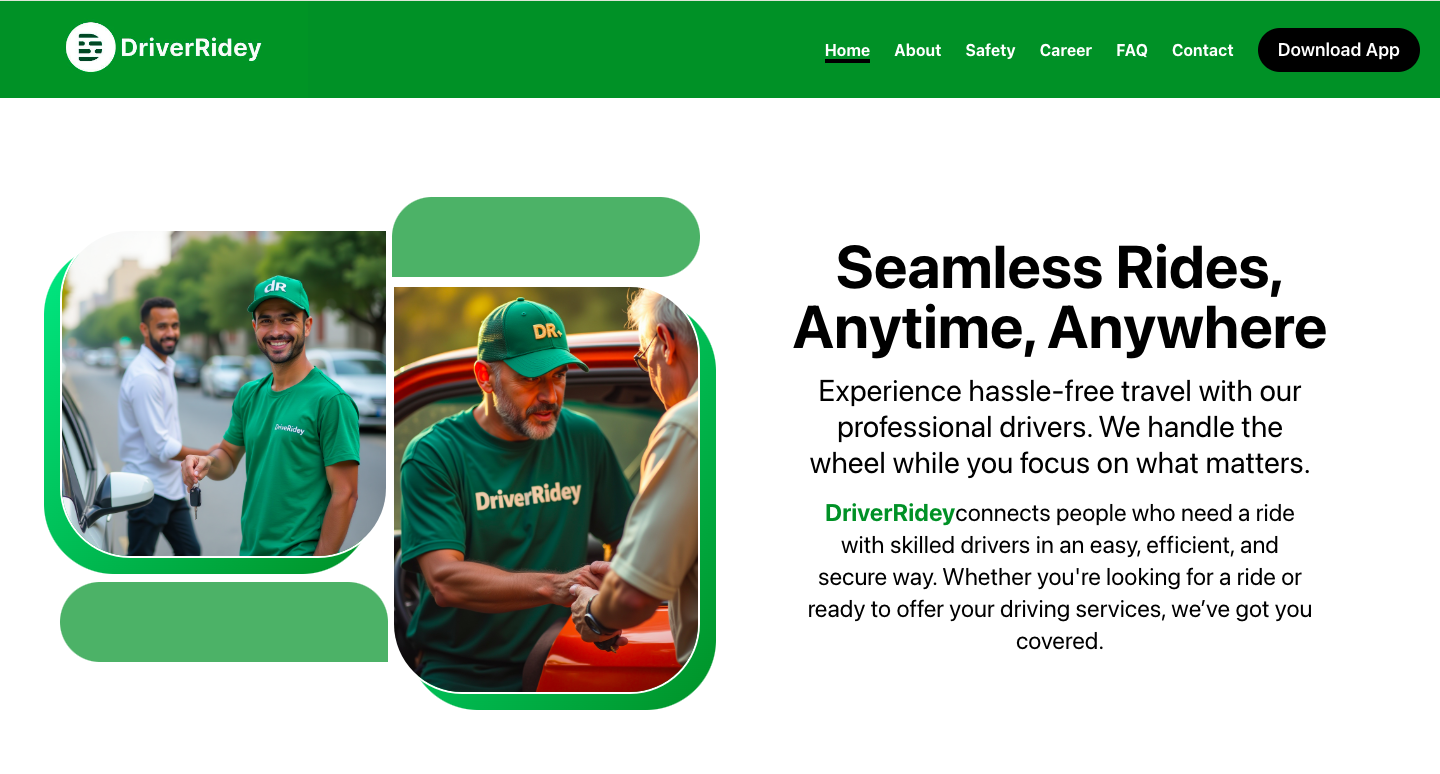 DriverRidey
Home About Safety Career FAQ Contact Download App
dR
DriveRidey
DR
DriverRidey
Seamless Rides,
Anytime, Anywhere
Experience hassle-free travel with our
professional drivers. We handle the
wheel while you focus on what matters.
DriverRideyconnects people who need a ride
with skilled drivers in an easy, efficient, and
secure way. Whether you're looking for a ride or
ready to offer your driving services, we’ve got you
covered.